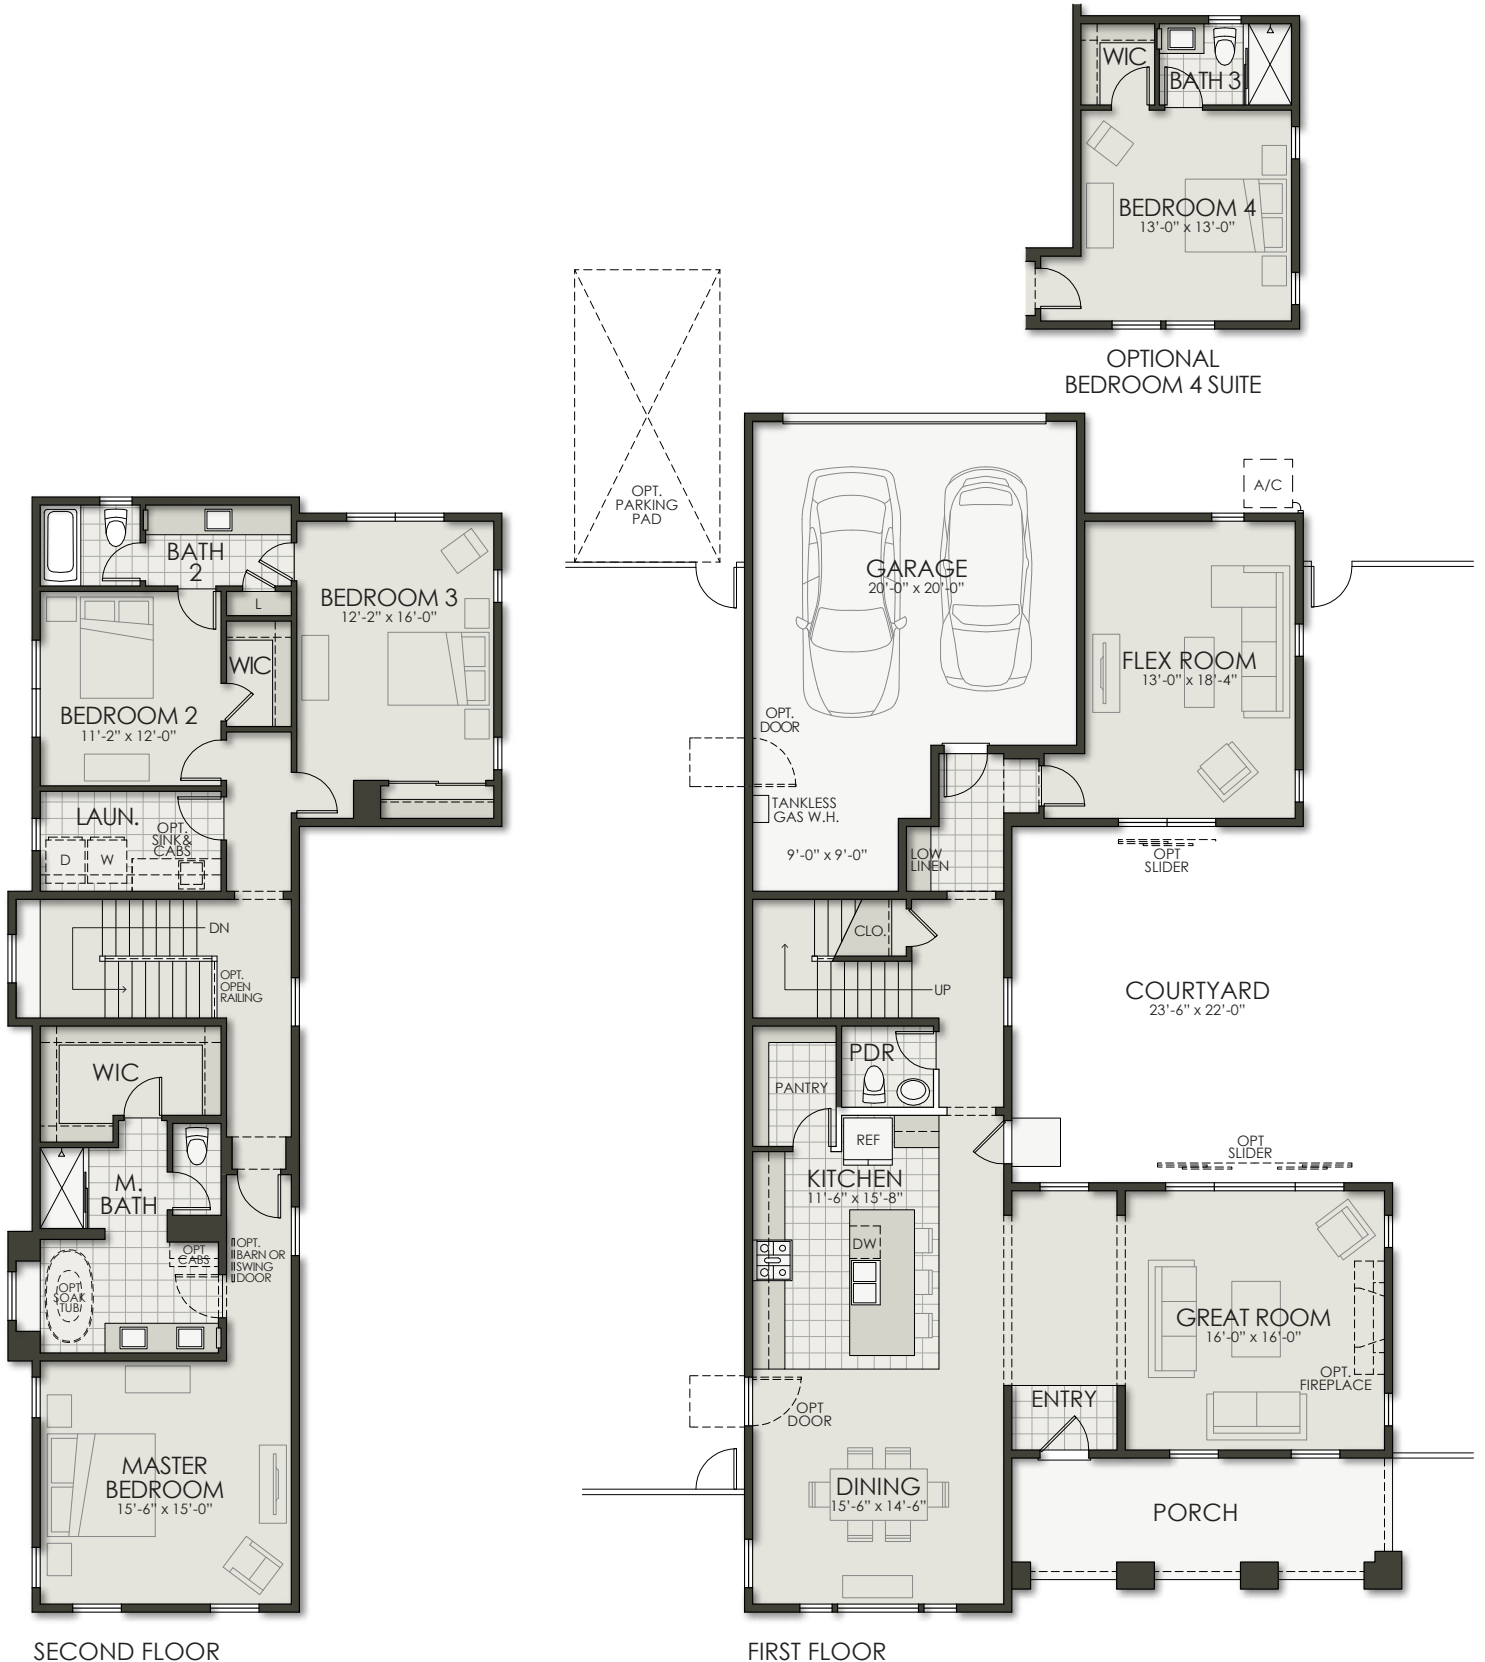 WIC
BATH 3
BEDROOM 4
13'-0" x 13'-0"
OPTIONAL
BEDROOM 4 SUITE
BATH
2
L
BEDROOM 3
12'-2" x 16'-0"
WIC
BEDROOM 2
11'-2" x 12'-0"
LAUN.
OPT.
SINK&
CABS
D
W
DN
OPT.
OPEN
RAILING
WIC
M.
BATH
OPT
CABS
OPT.
BARN OR
SWING
DOOR
OPT
SOAK
TUB
MASTER
BEDROOM
15'-6" x 15'-0"
SECOND FLOOR
OPT.
PARKING
PAD
A/C
GARAGE
20'-0" x 20'-0"
FLEX ROOM
13'-0" x 18'-4"
OPT.
DOOR
TANKLESS
GAS W.H.
9'-0" x 9'-0"
LOW
LINEN
OPT
SLIDER
CLO.
UP
COURTYARD
23'-6" x 22'-0"
PDR
PANTRY
REF
OPT
SLIDER
KITCHEN
11'-6" x 15'-8"
DW
GREAT ROOM
16'-0" x 16'-0"
OPT.
FIREPLACE
ENTRY
OPT
DOOR
DINING
15'-6" x 14'-6"
PORCH
FIRST FLOOR